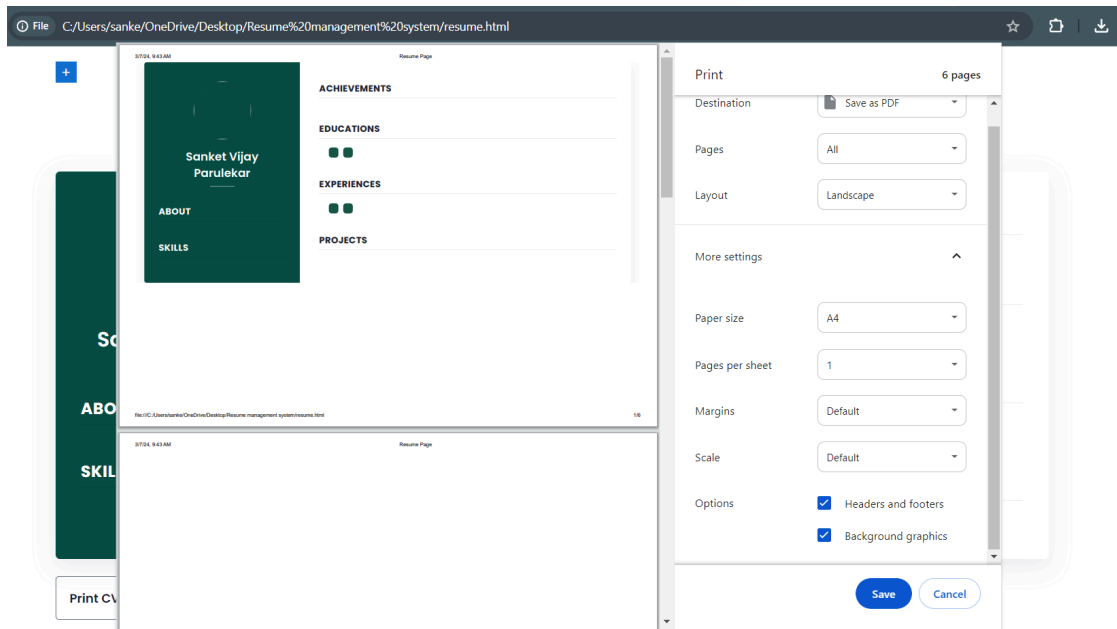 File C:/Users/sanke/OneDrive/Desktop/Resume%20management%20system/resume.html
+
3/7/24, 9:43 AM Resume Page
Sanket Vijay
Parulekar
ABOUT
SKILLS
ACHIEVEMENTS
EDUCATIONS
EXPERIENCES
PROJECTS
file:///C:/Users/sanke/OneDrive/Desktop/Resume management system/resume.html 1/6
3/7/24, 9:43 AM Resume Page
Sa
ABO
SKIL
Print CV
Print 6 pages
Destination Save as PDF
Pages All
Layout Landscape
More settings
Paper size A4
Pages per sheet 1
Margins Default
Scale Default
Options Headers and footers
Background graphics
Save Cancel